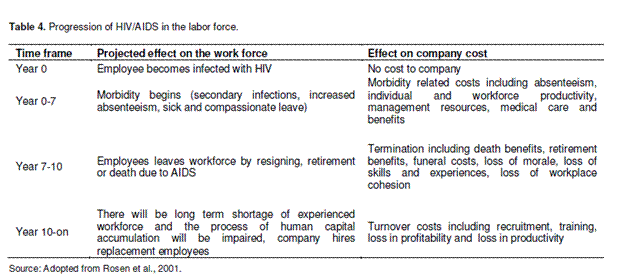 Table 4. Progression of HIV/AIDS in the labor force.
Time frame Projected effect on the work force Effect on company cost
Year 0 Employee becomes infected with HIV No cost to company
Year 0-7 Morbidity begins (secondary infections, increased
absenteeism, sick and compassionate leave)
Morbidity related costs including absenteeism,
individual and workforce productivity,
management resources, medical care and
benefits
Year 7-10 Employees leaves workforce by resigning, retirement
or death due to AIDS
Termination including death benefits, retirement
benefits, funeral costs, loss of morale, loss of
skills and experiences, loss of workplace
cohesion
Year 10-on There will be long term shortage of experienced
workforce and the process of human capital
accumulation will be impaired, company hires
replacement employees
Turnover costs including recruitment, training,
loss in profitability and loss in productivity
Source: Adopted from Rosen et al., 2001.